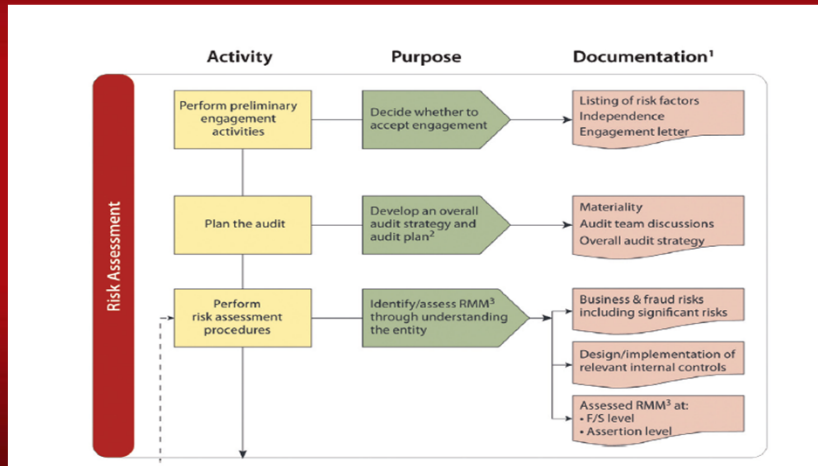 Activity
Purpose
Documentation¹
Risk Assessment
Perform preliminary
engagement
activities
Decide whether to
accept engagement
Listing of risk factors
Independence
Engagement letter
Plan the audit
Develop an overall
audit strategy and
audit plan²
Materiality
Audit team discussions
Overall audit strategy
Perform
risk assessment
procedures
Identify/assess RMM³
through understanding
the entity
Business & fraud risks
including significant risks
Design/implementation of
relevant internal controls
Assessed RMM³ at:
• F/S level
• Assertion level